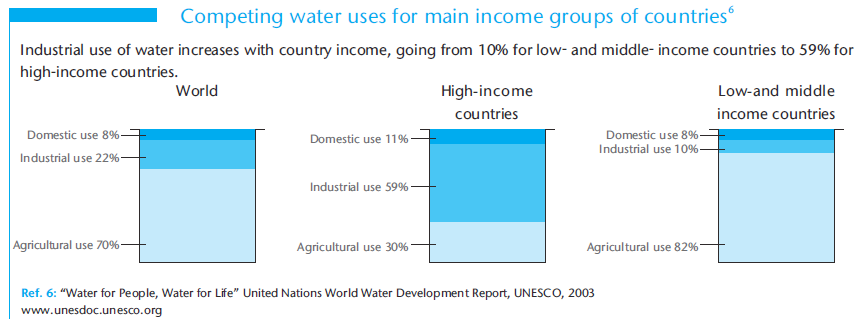 Competing water uses for main income groups of countries6
Industrial use of water increases with country income, going from 10% for low- and middle- income countries to 59% for
high-income countries.
World
Domestic use 8%
Industrial use 22%
Agricultural use 70%
High-income
countries
Domestic use 11%
Industrial use 59%
Agricultural use 30%
Low-and middle
income countries
Domestic use 8%
Industrial use 10%
Agricultural use 82%
Ref. 6: “Water for People, Water for Life” United Nations World Water Development Report, UNESCO, 2003
www.unesdoc.unesco.org